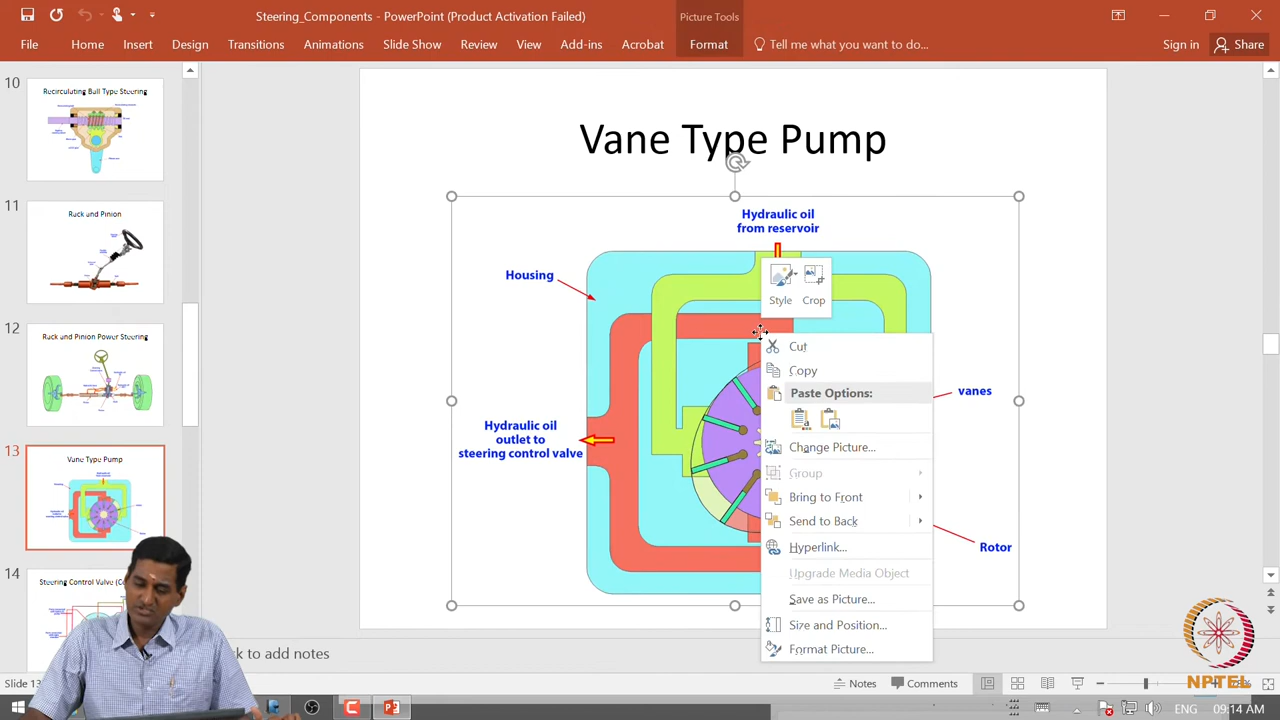 Steering_Components - PowerPoint (Product Activation Failed)
Picture Tools
File
Home
Insert
Design
Transitions
Animations
Slide Show
Review
View
Add-ins
Acrobat
Format
Tell me what you want to do...
Sign in
Share
10
Recirculating Ball Type Steering
11
Rack and Pinion
12
Rack and Pinion Power Steering
13
Vane Type Pump
14
Steering Control Valve (Co
Vane Type Pump
Hydraulic oil
from reservoir
Housing
Hydraulic oil
outlet to
steering control valve
vanes
Rotor
Style
Crop
Cut
Copy
Paste Options:
Change Picture...
Group
Bring to Front
Send to Back
Hyperlink...
Upgrade Media Object
Save as Picture...
Size and Position...
Format Picture...
ck to add notes
Slide 13
Notes
Comments
NPTEL
ENG
09:14 AM